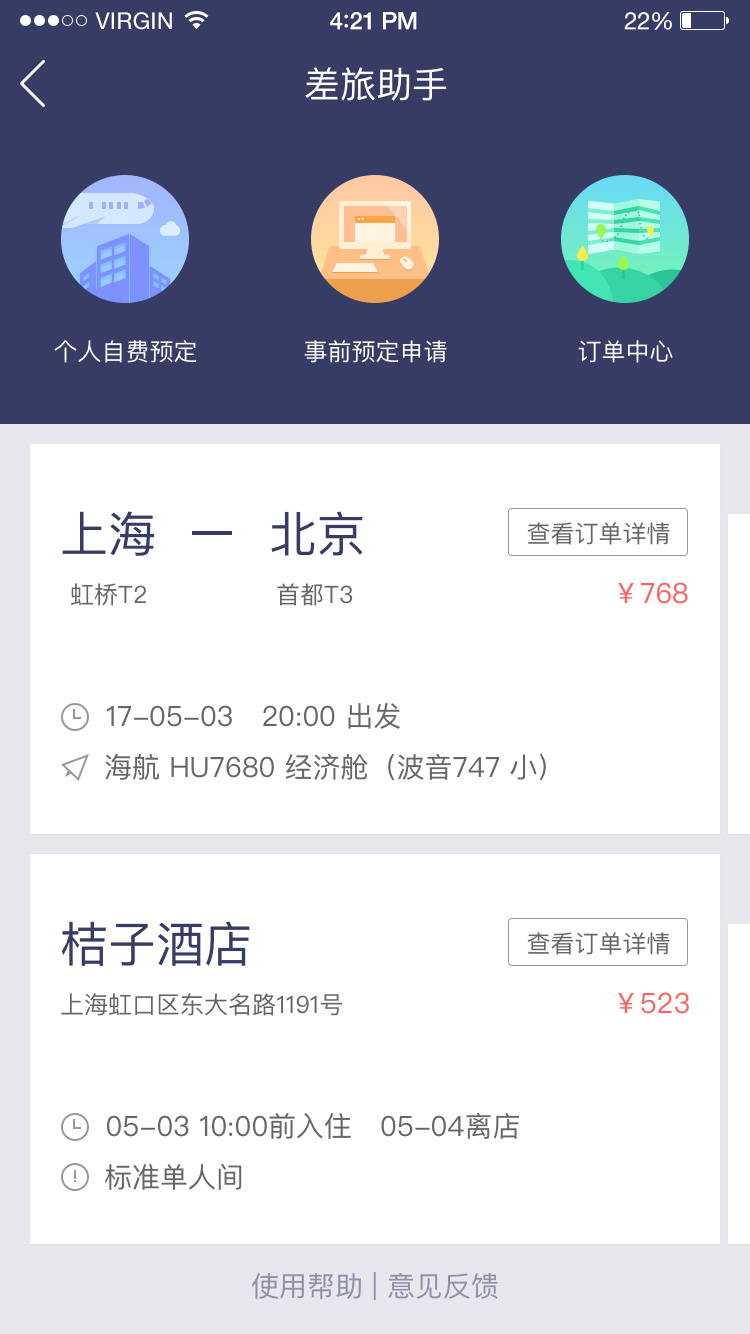 VIRGIN 4:21 PM 22%
差旅助手
个人自费预定 事前预定申请 订单中心
上海 — 北京 查看订单详情
虹桥T2 首都T3 ¥ 768
17-05-03 20:00 出发
海航 HU7680 经济舱（波音747 小）
桔子酒店 查看订单详情
上海虹口区东大名路1191号 ¥ 523
05-03 10:00前入住 05-04离店
标准单人间
使用帮助 | 意见反馈